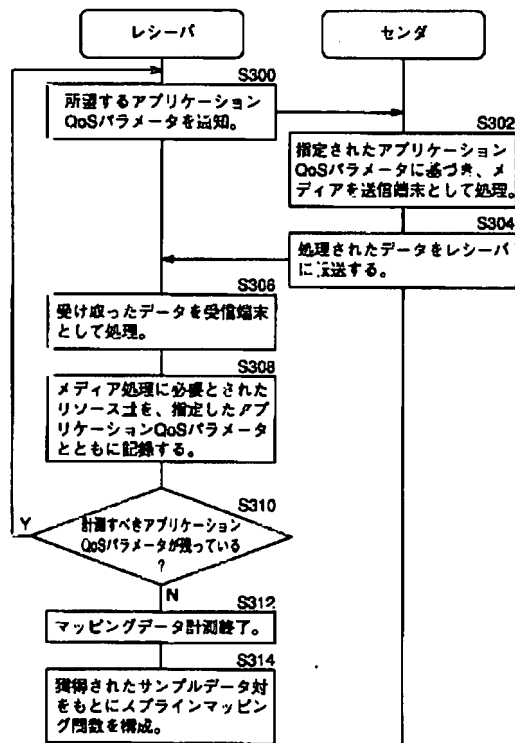 レシーバ
センダ
S300
所望するアプリケーション
QoSパラメータを通知。
S302
指定されたアプリケーション
QoSパラメータに基づき、メ
ディアを送信端末として処理。
S304
処理されたデータをレシーバ
に転送する。
S306
受け取ったデータを受信端末
として処理。
S308
メディア処理に必要とされた
リソース量を、指定したアプ
リケーションQoSパラメータ
とともに記録する。
S310
計測すべきアプリケーション
QoSパラメータが残っている
?
Y
N
S312
マッピングデータ計測終了。
S314
獲得されたサンプルデータ対
をもとにスプラインマッピン
グ関数を構成。